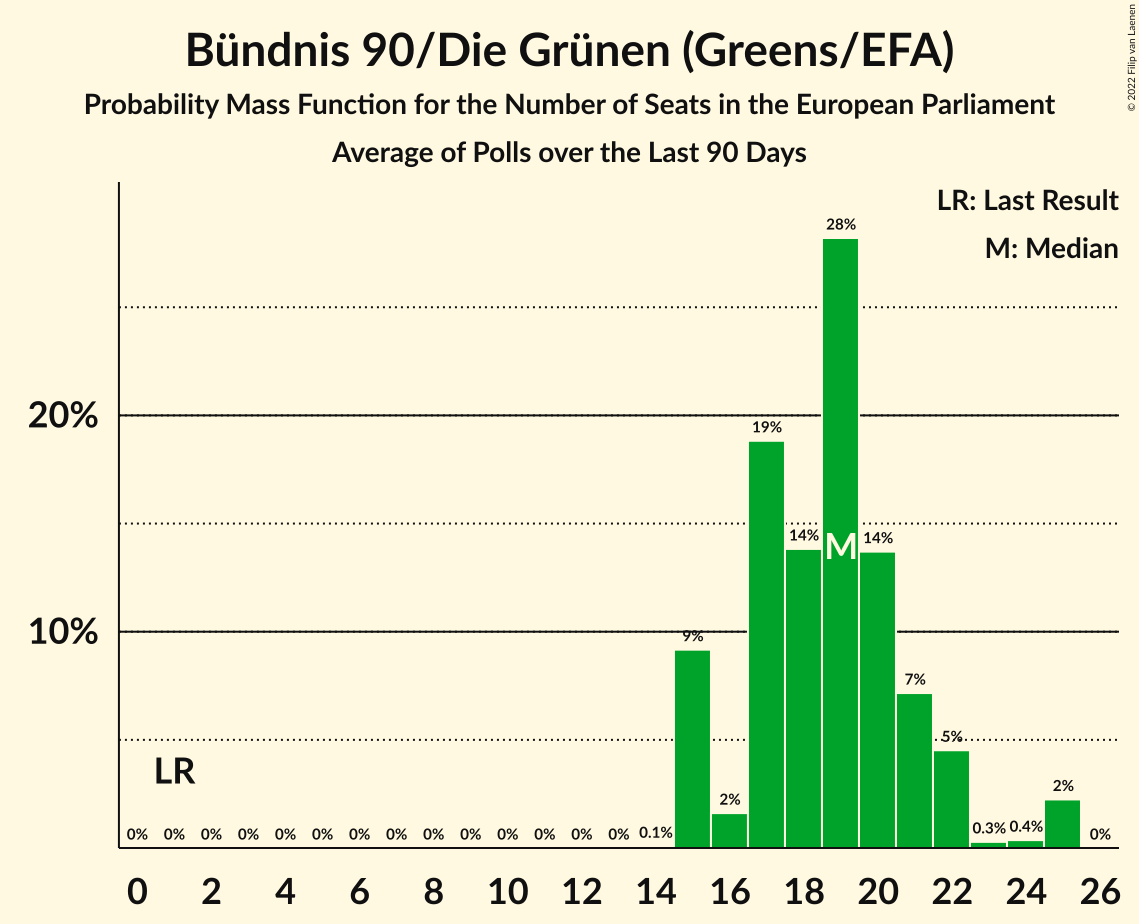 Bündnis 90/Die Grünen (Greens/EFA)
Probability Mass Function for the Number of Seats in the European Parliament
Average of Polls over the Last 90 Days
© 2022 Filip van Laenen
LR: Last Result
M: Median
28%
20%
19%
14%
M
14%
10%
9%
7%
5%
LR
2%
2%
0% 0% 0% 0% 0% 0% 0% 0% 0% 0% 0% 0% 0% 0% 0.1% 0.3% 0.4% 0%
0 2 4 6 8 10 12 14 16 18 20 22 24 26